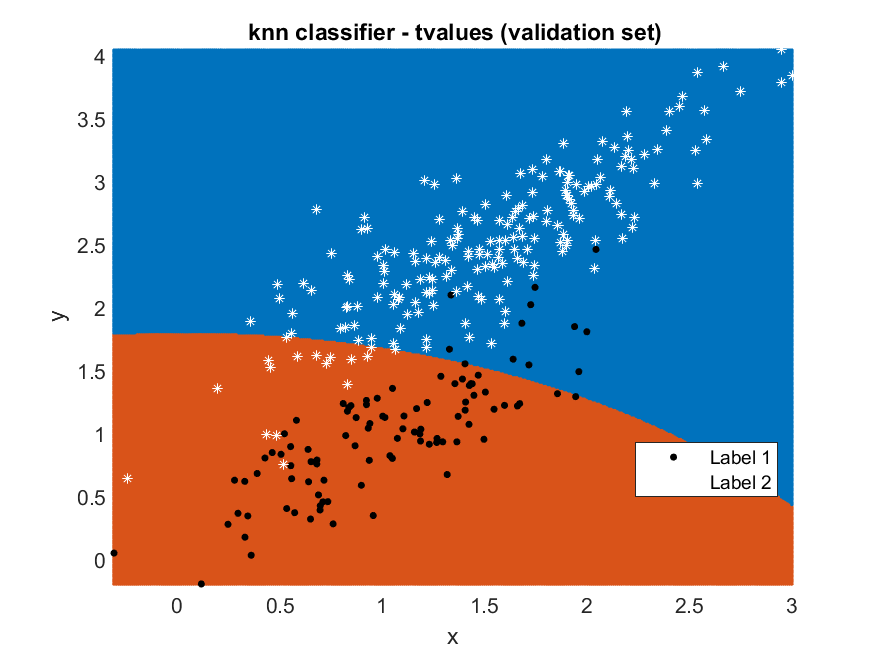 knn classifier - tvalues (validation set)
4
3.5
3
2.5
2
1.5
1
0.5
0
y
Label 1
Label 2
0 0.5 1 1.5 2 2.5 3
x